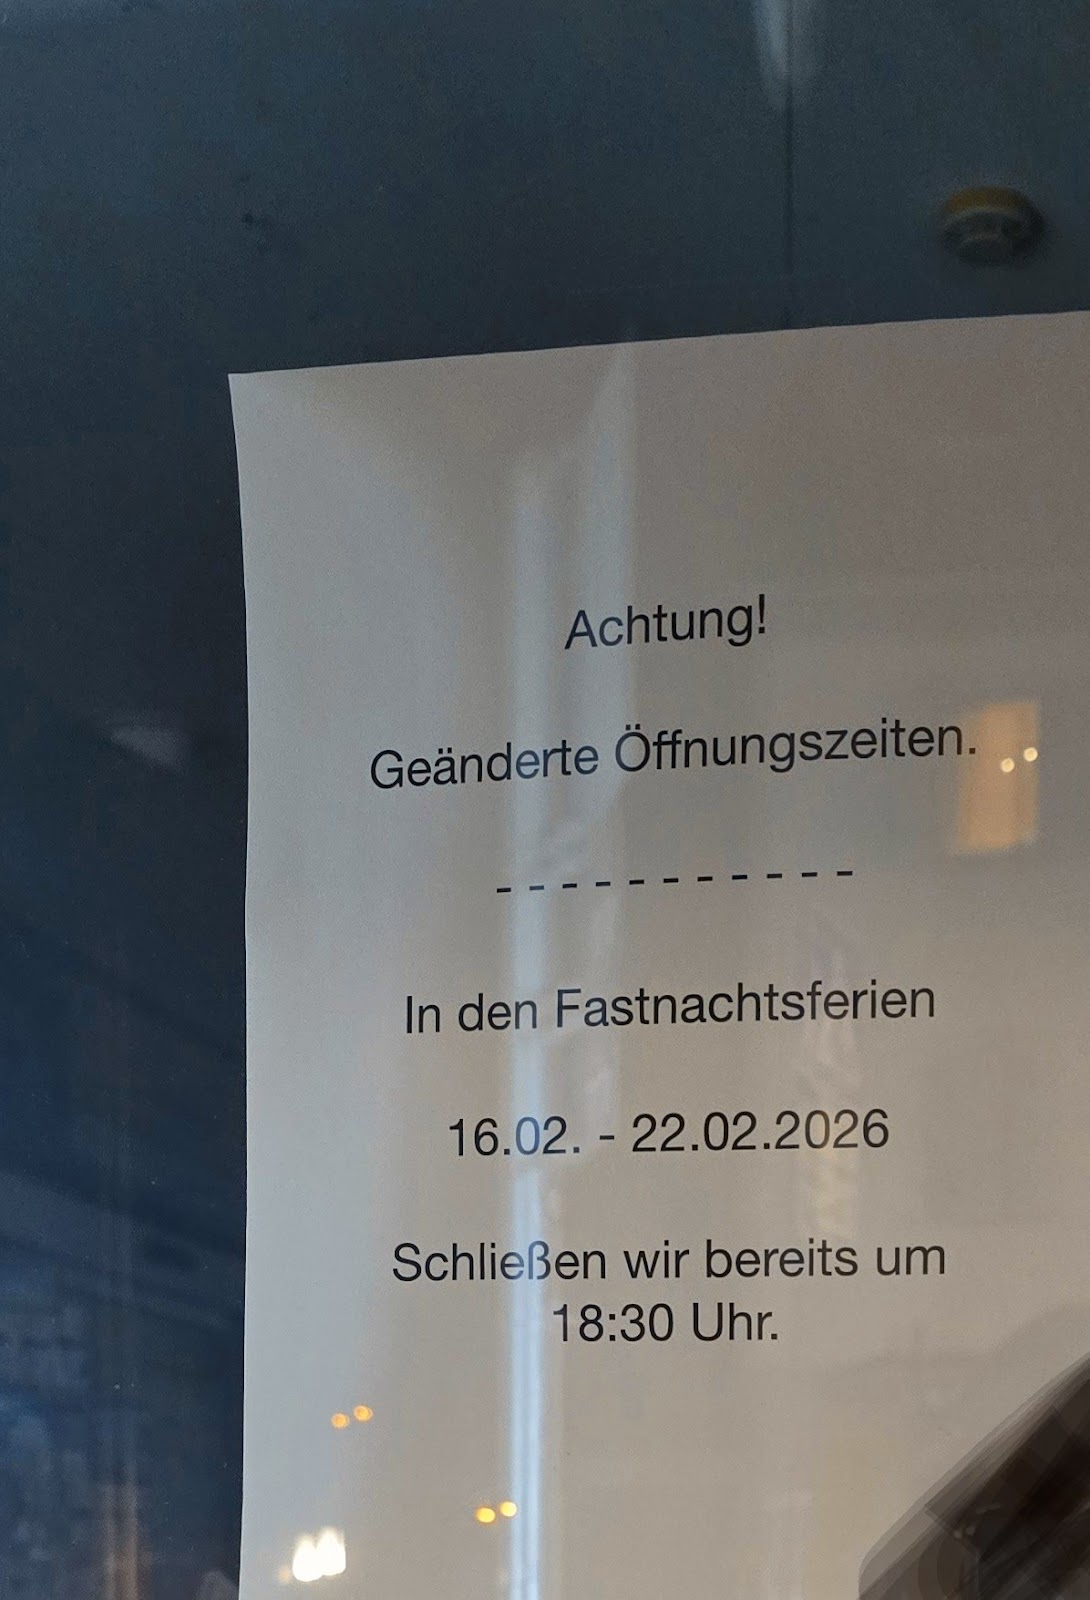 Achtung!
Geänderte Öffnungszeiten.
- - - - - - - - - - -
In den Fastnachtsferien
16.02. - 22.02.2026
Schließen wir bereits um
18:30 Uhr.